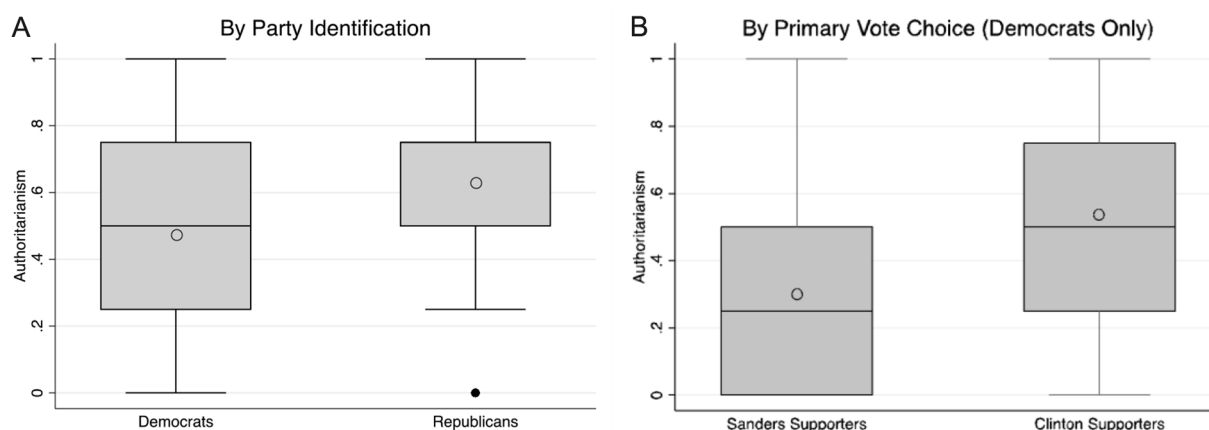 A
By Party Identification
Authoritarianism
1
.8
.6
.4
.2
0
Democrats
Republicans
B
By Primary Vote Choice (Democrats Only)
Authoritarianism
1
.8
.6
.4
.2
0
Sanders Supporters
Clinton Supporters